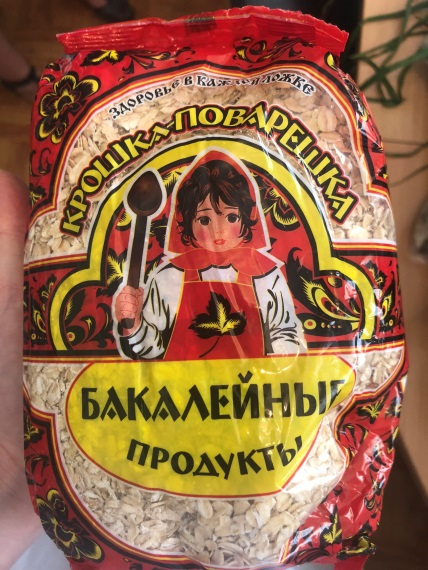 ЗДОРОВЬЕ В КАЖДОЙ ЛОЖКЕ
КРОШКА-ПОВАРЕШКА
БАКАЛЕЙНЫЕ
ПРОДУКТЫ